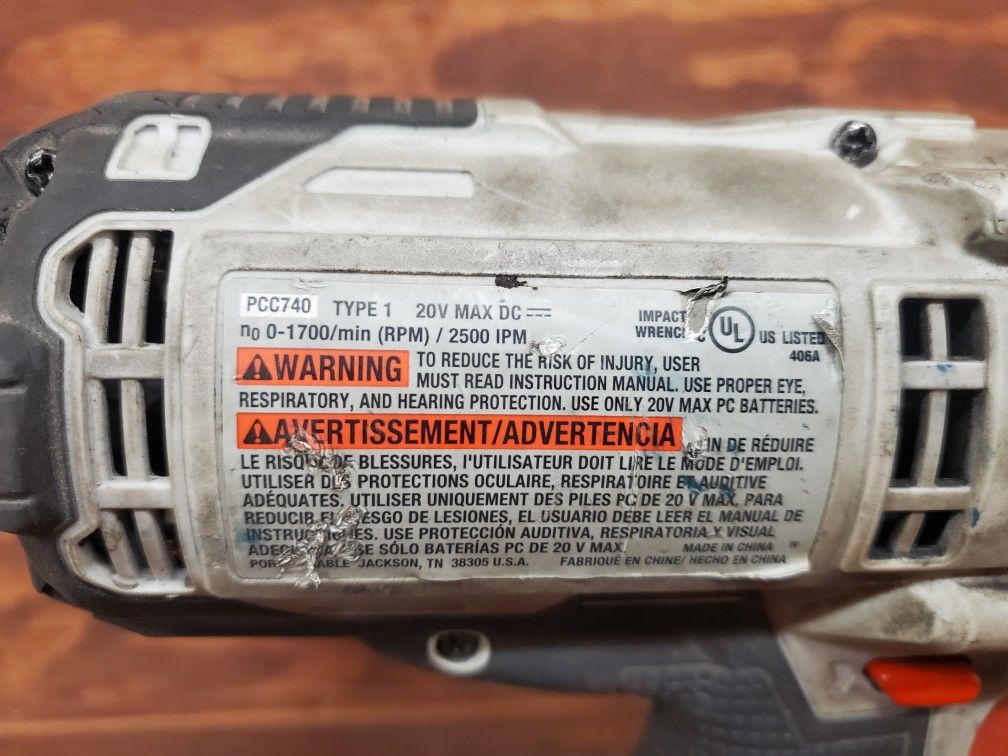 PCC740 TYPE 1 20V MAX DC
IMPACT
n0 0-1700/min (RPM) / 2500 IPM
C UL US LISTED
406A
WARNING TO REDUCE THE RISK OF INJURY, USER
MUST READ INSTRUCTION MANUAL. USE PROPER EYE,
RESPIRATORY, AND HEARING PROTECTION. USE ONLY 20V MAX PC BATTERIES.
AVERTISSEMENT/ADVERTENCIA DE RÉDUIRE
LE DE BLESSURES, l'UTILISATEUR DOIT LIRE LE MODE D'EMPLOI.
UTILISER DES PROTECTIONS OCULAIRE, RESPIRATOIRE ET AUDITIVE
ADÉQUATES. UTILISER UNIQUEMENT DES PILES PC DE 20 V MAX. PARA
REDUCIR EL DE LESIONES, EL USUARIO DEBE LEER EL MANUAL DE
USE PROTECCIÓN AUDITIVA, RESPIRATORIA Y VISUAL
SÓLO BATERÍAS PC DE 20 V MAX MADE IN CHINA W
JACKSON, TN 38305 U.S.A. FABRIQUÉ EN CHINE/ HECHO EN CHINA